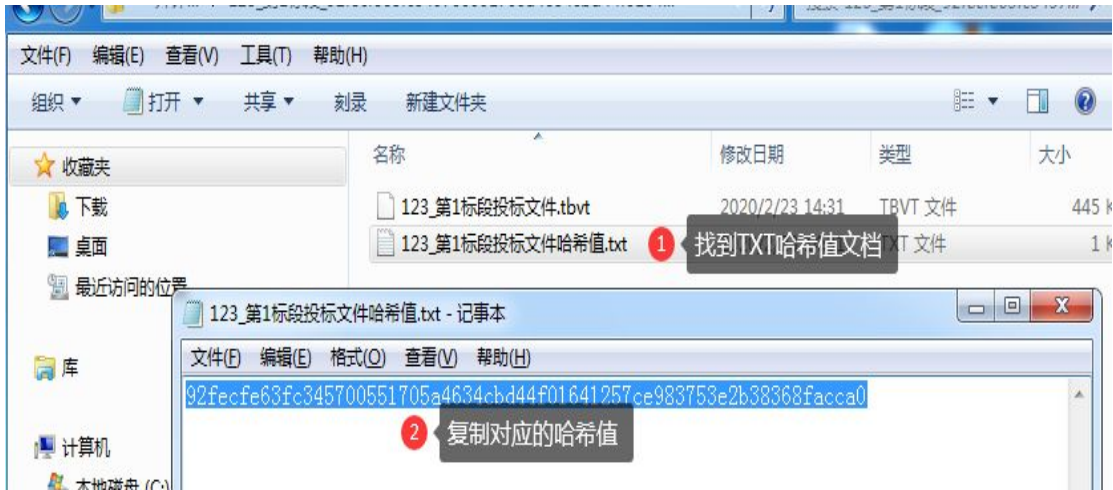 文件(F) 编辑(E) 查看(V) 工具(T) 帮助(H)
组织 打开 共享 刻录 新建文件夹
收藏夹
下载
桌面
最近访问的位置
库
计算机
本地磁盘 (C:)
名称 修改日期 类型 大小
123_第1标段投标文件.tbvt 2020/2/23 14:31 TBVT 文件 445 K
123_第1标段投标文件哈希值.txt 1 找到TXT哈希值文档 TXT 文件 1 K
123_第1标段投标文件哈希值.txt - 记事本
文件(F) 编辑(E) 格式(O) 查看(V) 帮助(H)
92fecfe63fc345700551705a4634cbd44f01641257ce983753e2b38368facca0
2 复制对应的哈希值